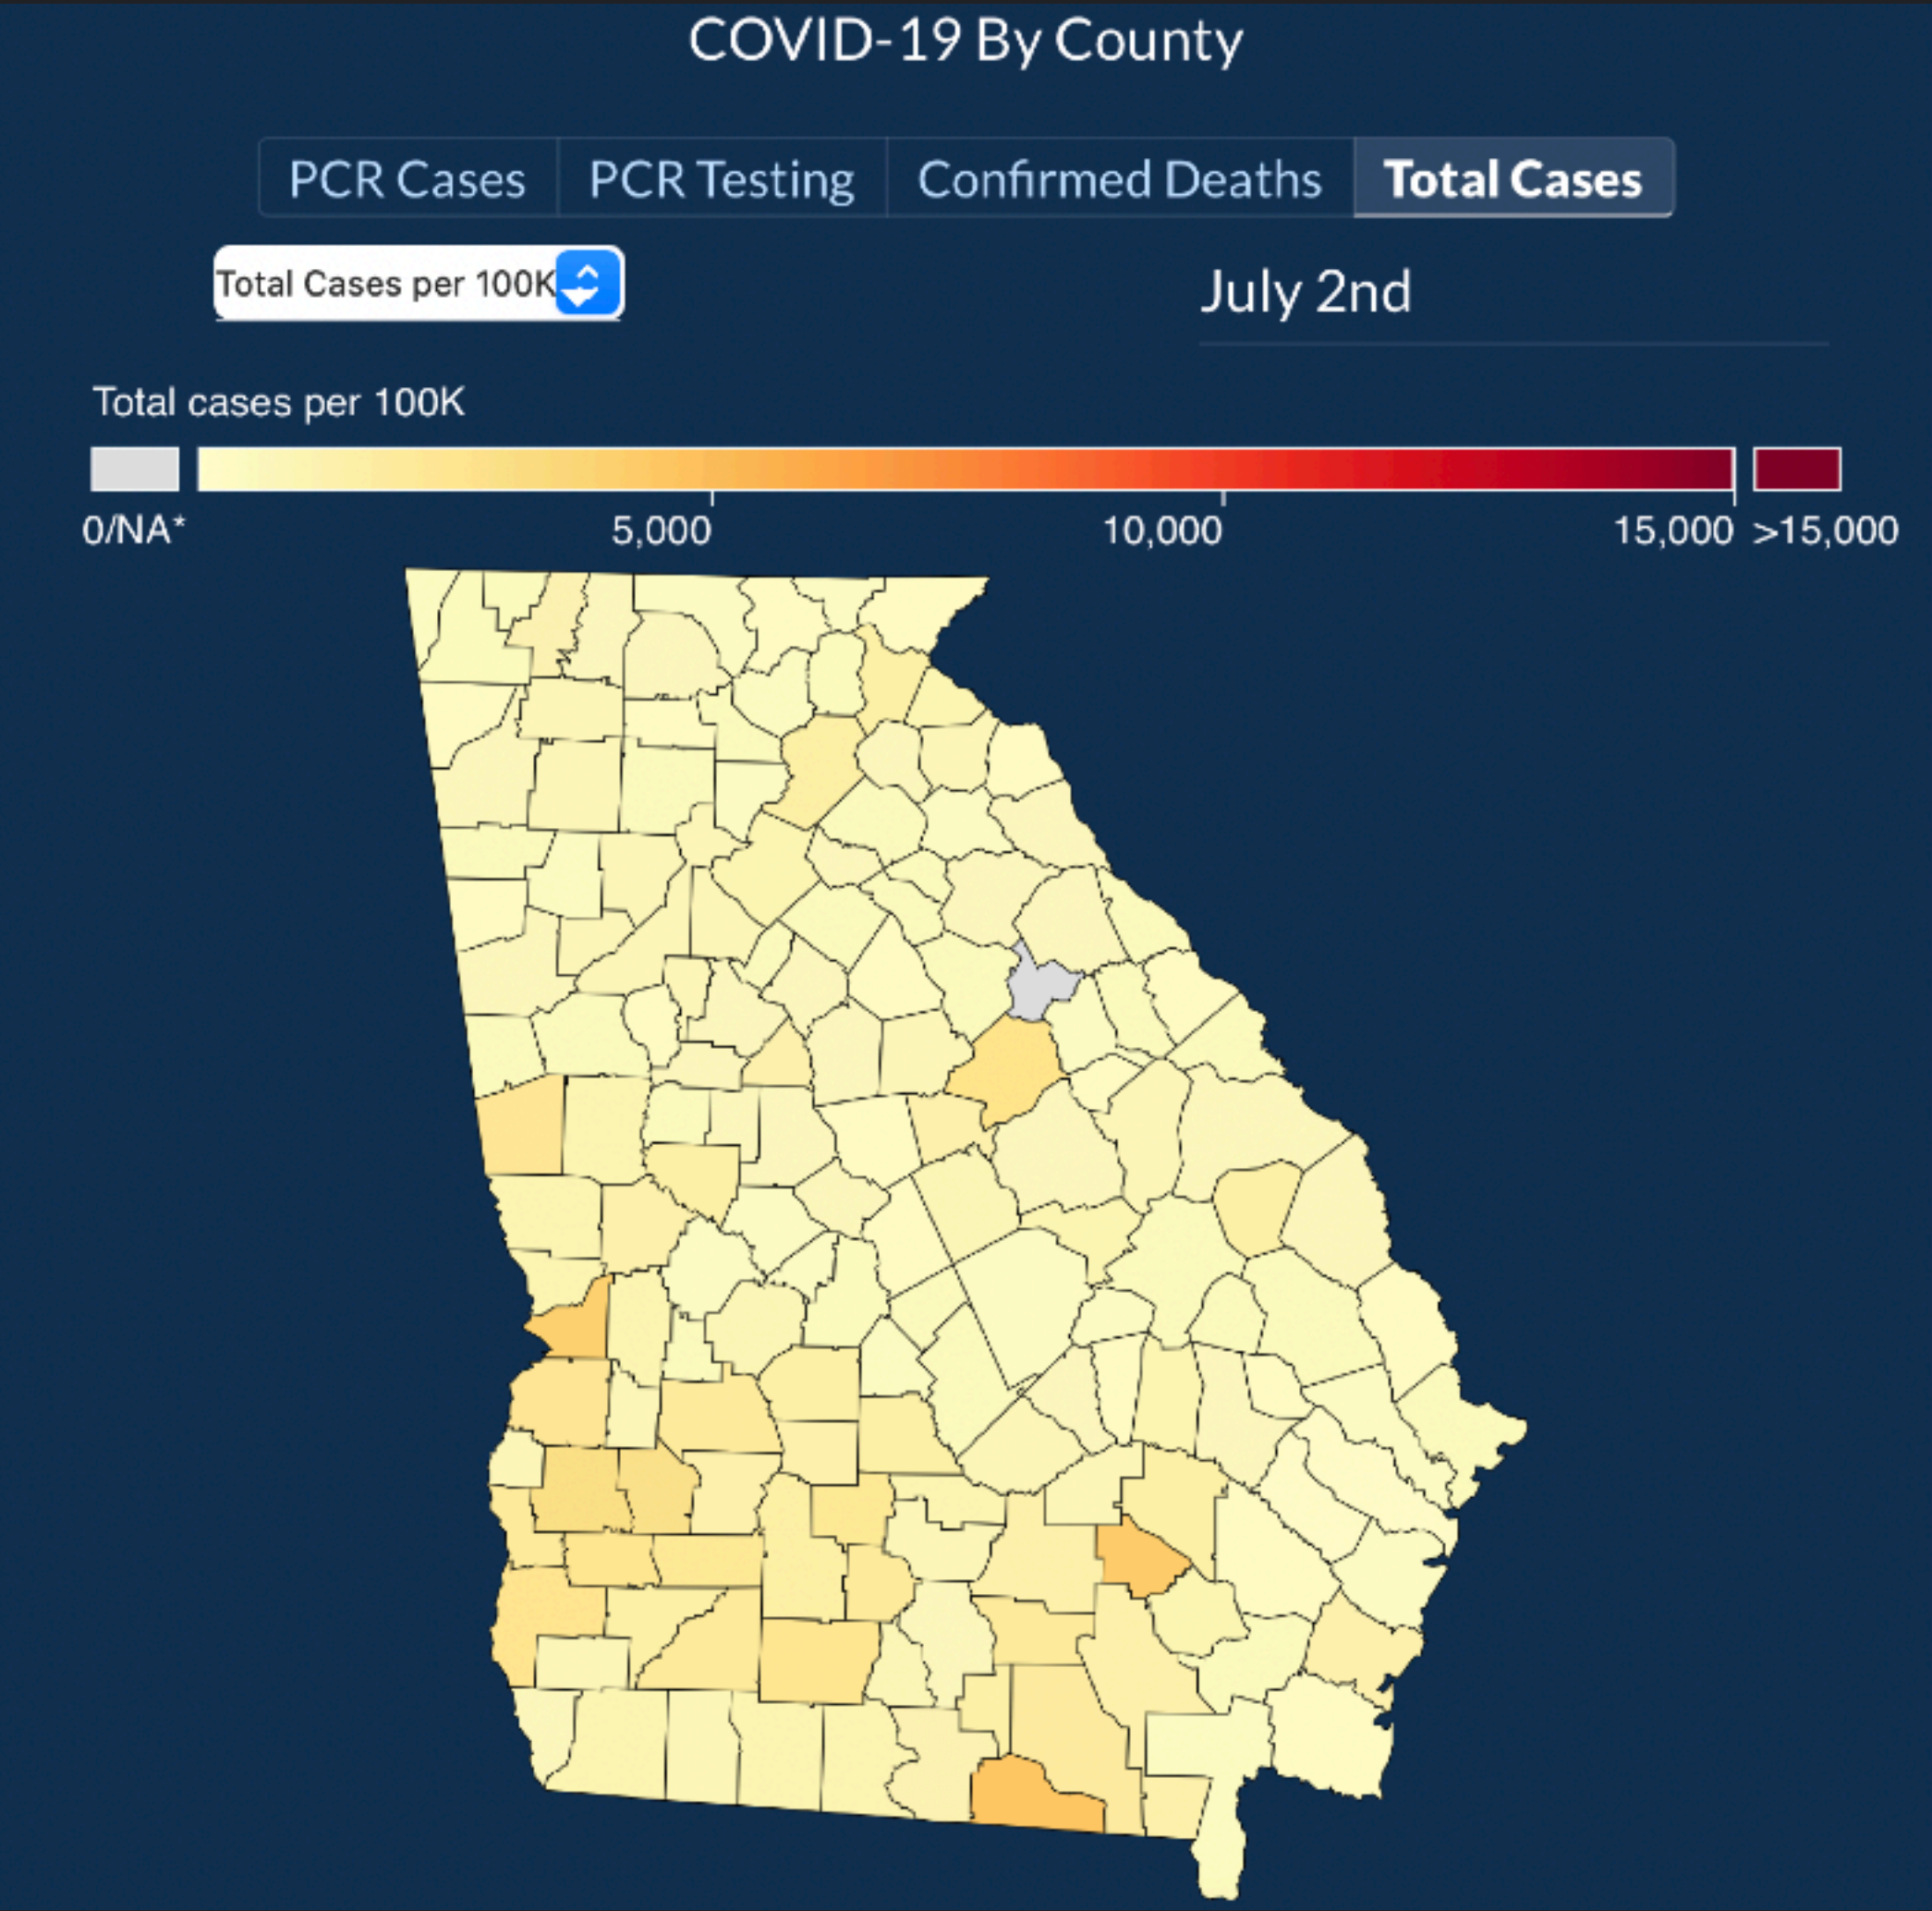 COVID-19 By County
PCR Cases PCR Testing Confirmed Deaths Total Cases
Total Cases per 100K July 2nd
Total cases per 100K
0/NA* 5,000 10,000 15,000 >15,000